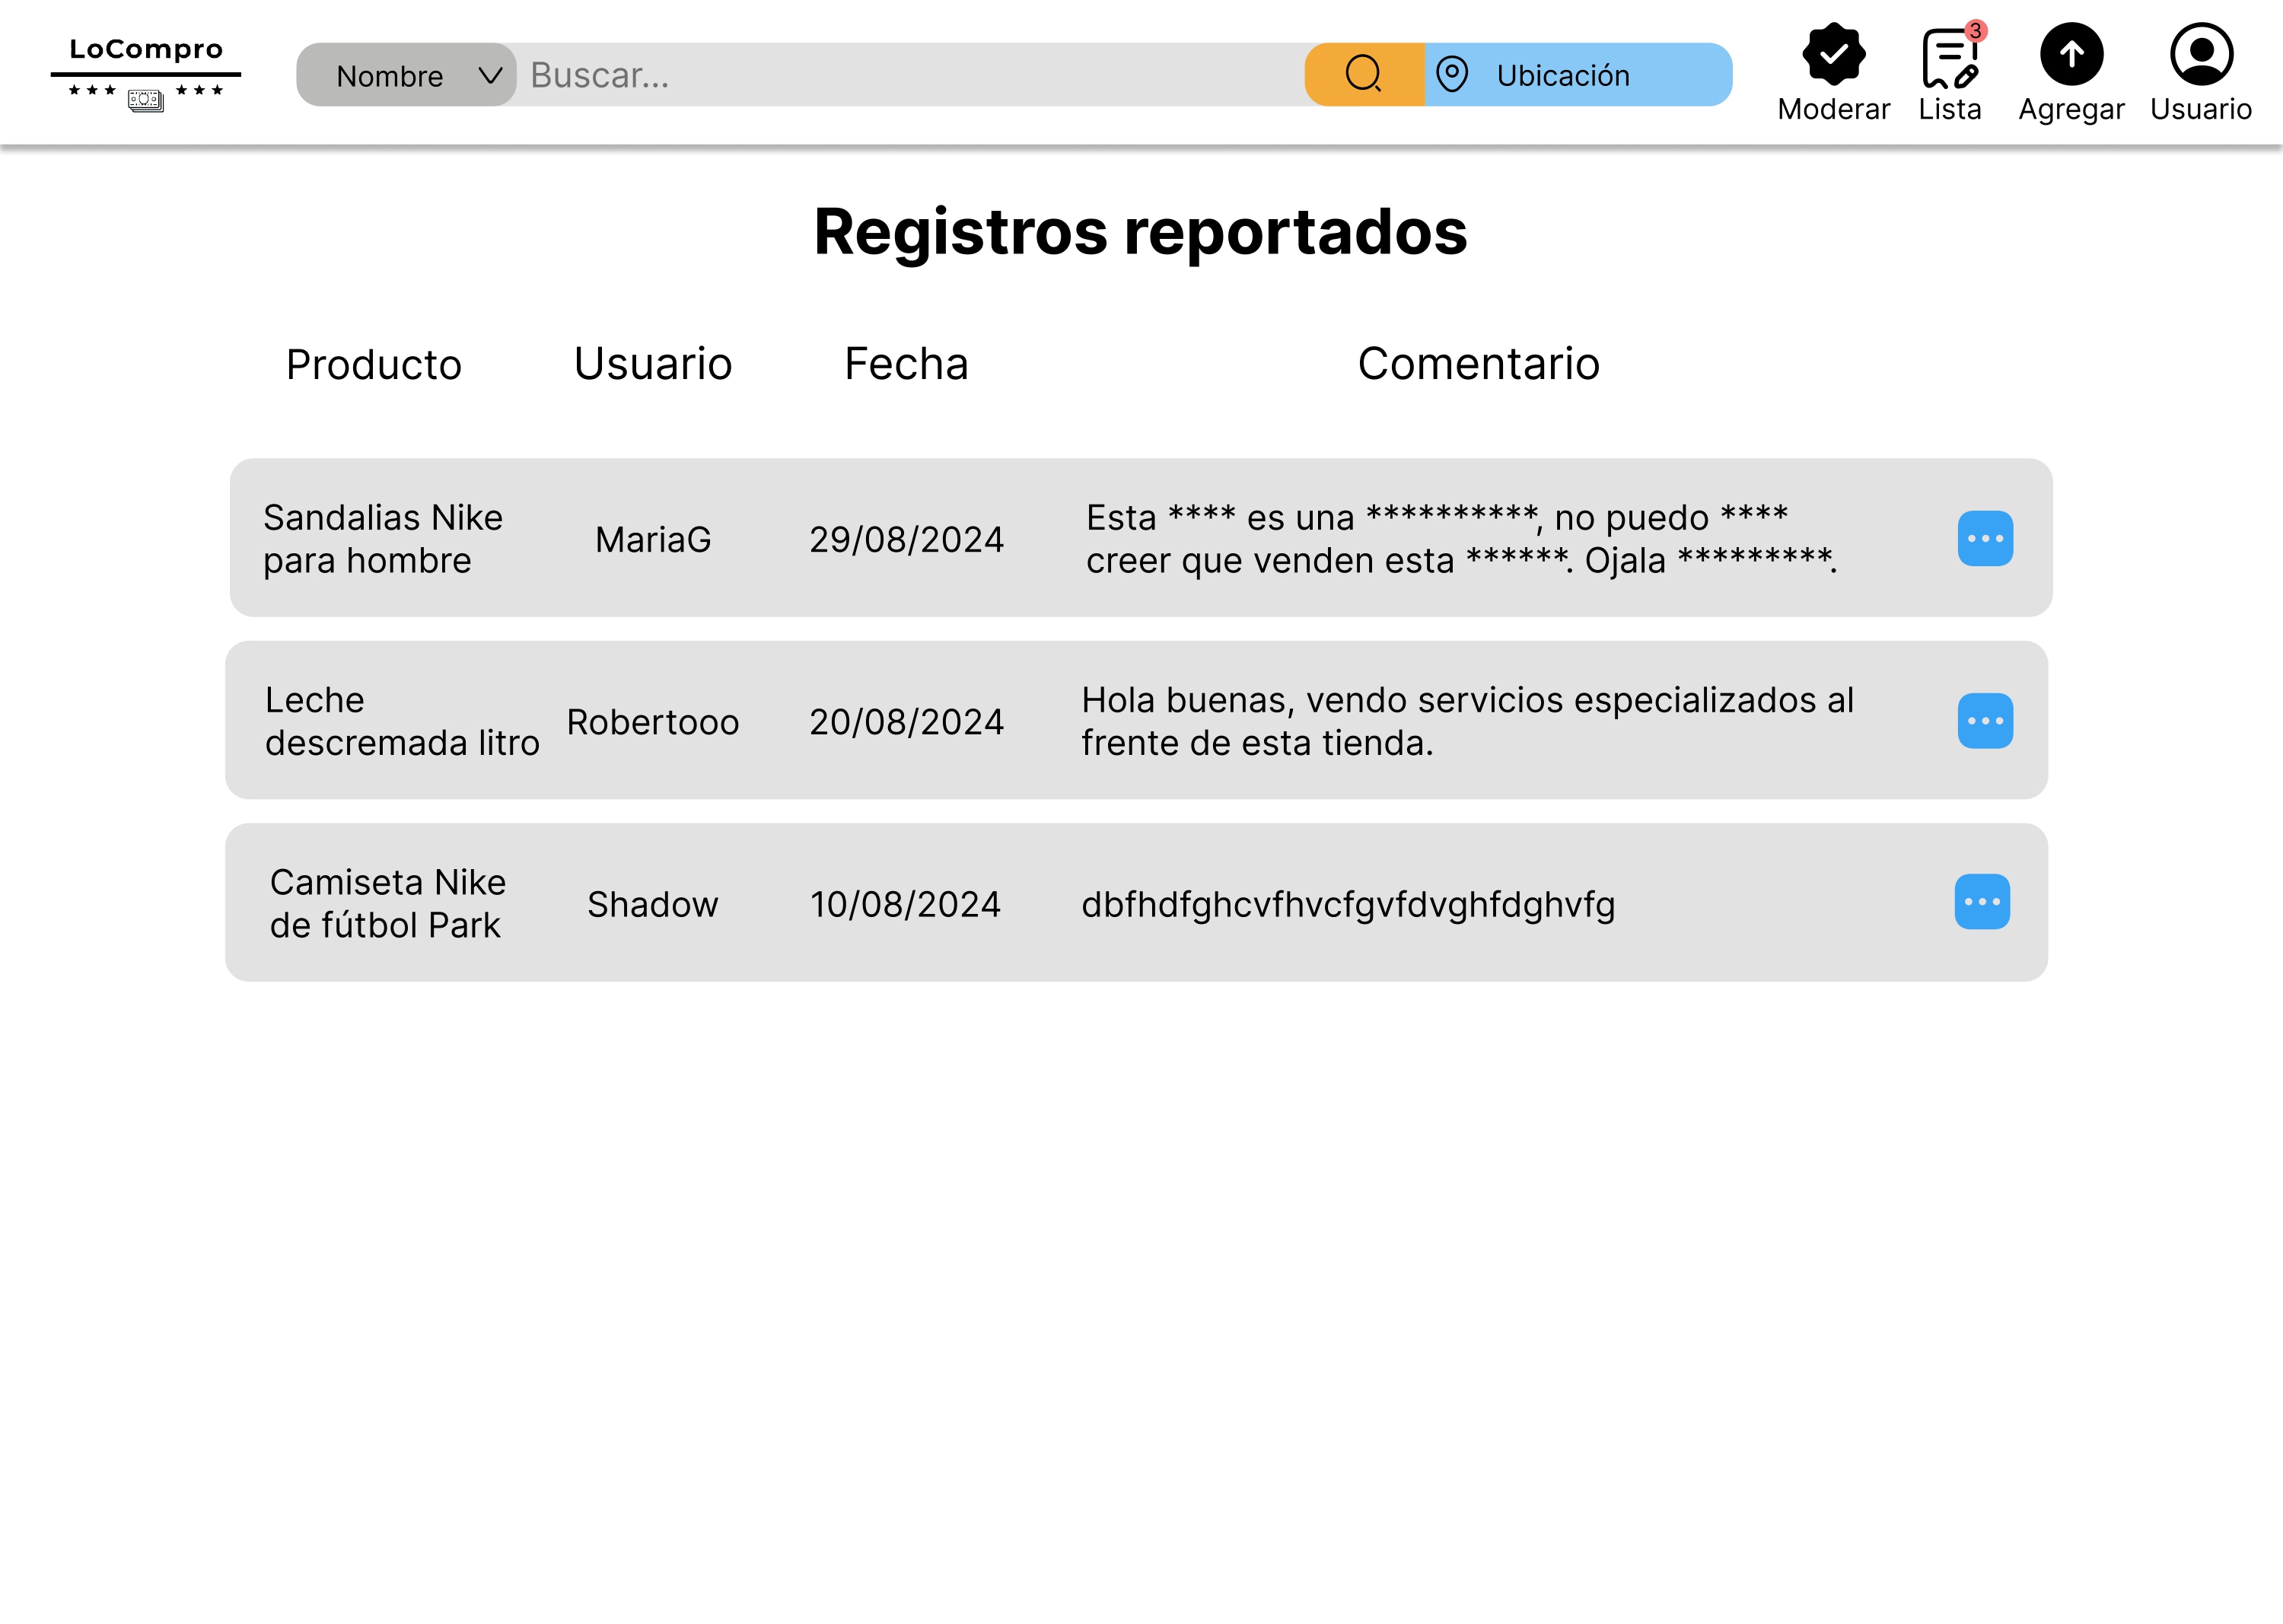 LoCompro
Nombre
Buscar...
Ubicación
3
Moderar
Lista
Agregar
Usuario
Registros reportados
Producto
Usuario
Fecha
Comentario
Sandalias Nike
para hombre
MariaG
29/08/2024
Esta **** es una **********, no puedo ****
creer que venden esta ******. Ojala *********.
Leche
descremada litro
Robertooo
20/08/2024
Hola buenas, vendo servicios especializados al
frente de esta tienda.
Camiseta Nike
de fútbol Park
Shadow
10/08/2024
dbfhdfghcvfhvcfgvfdvghfdghvfg